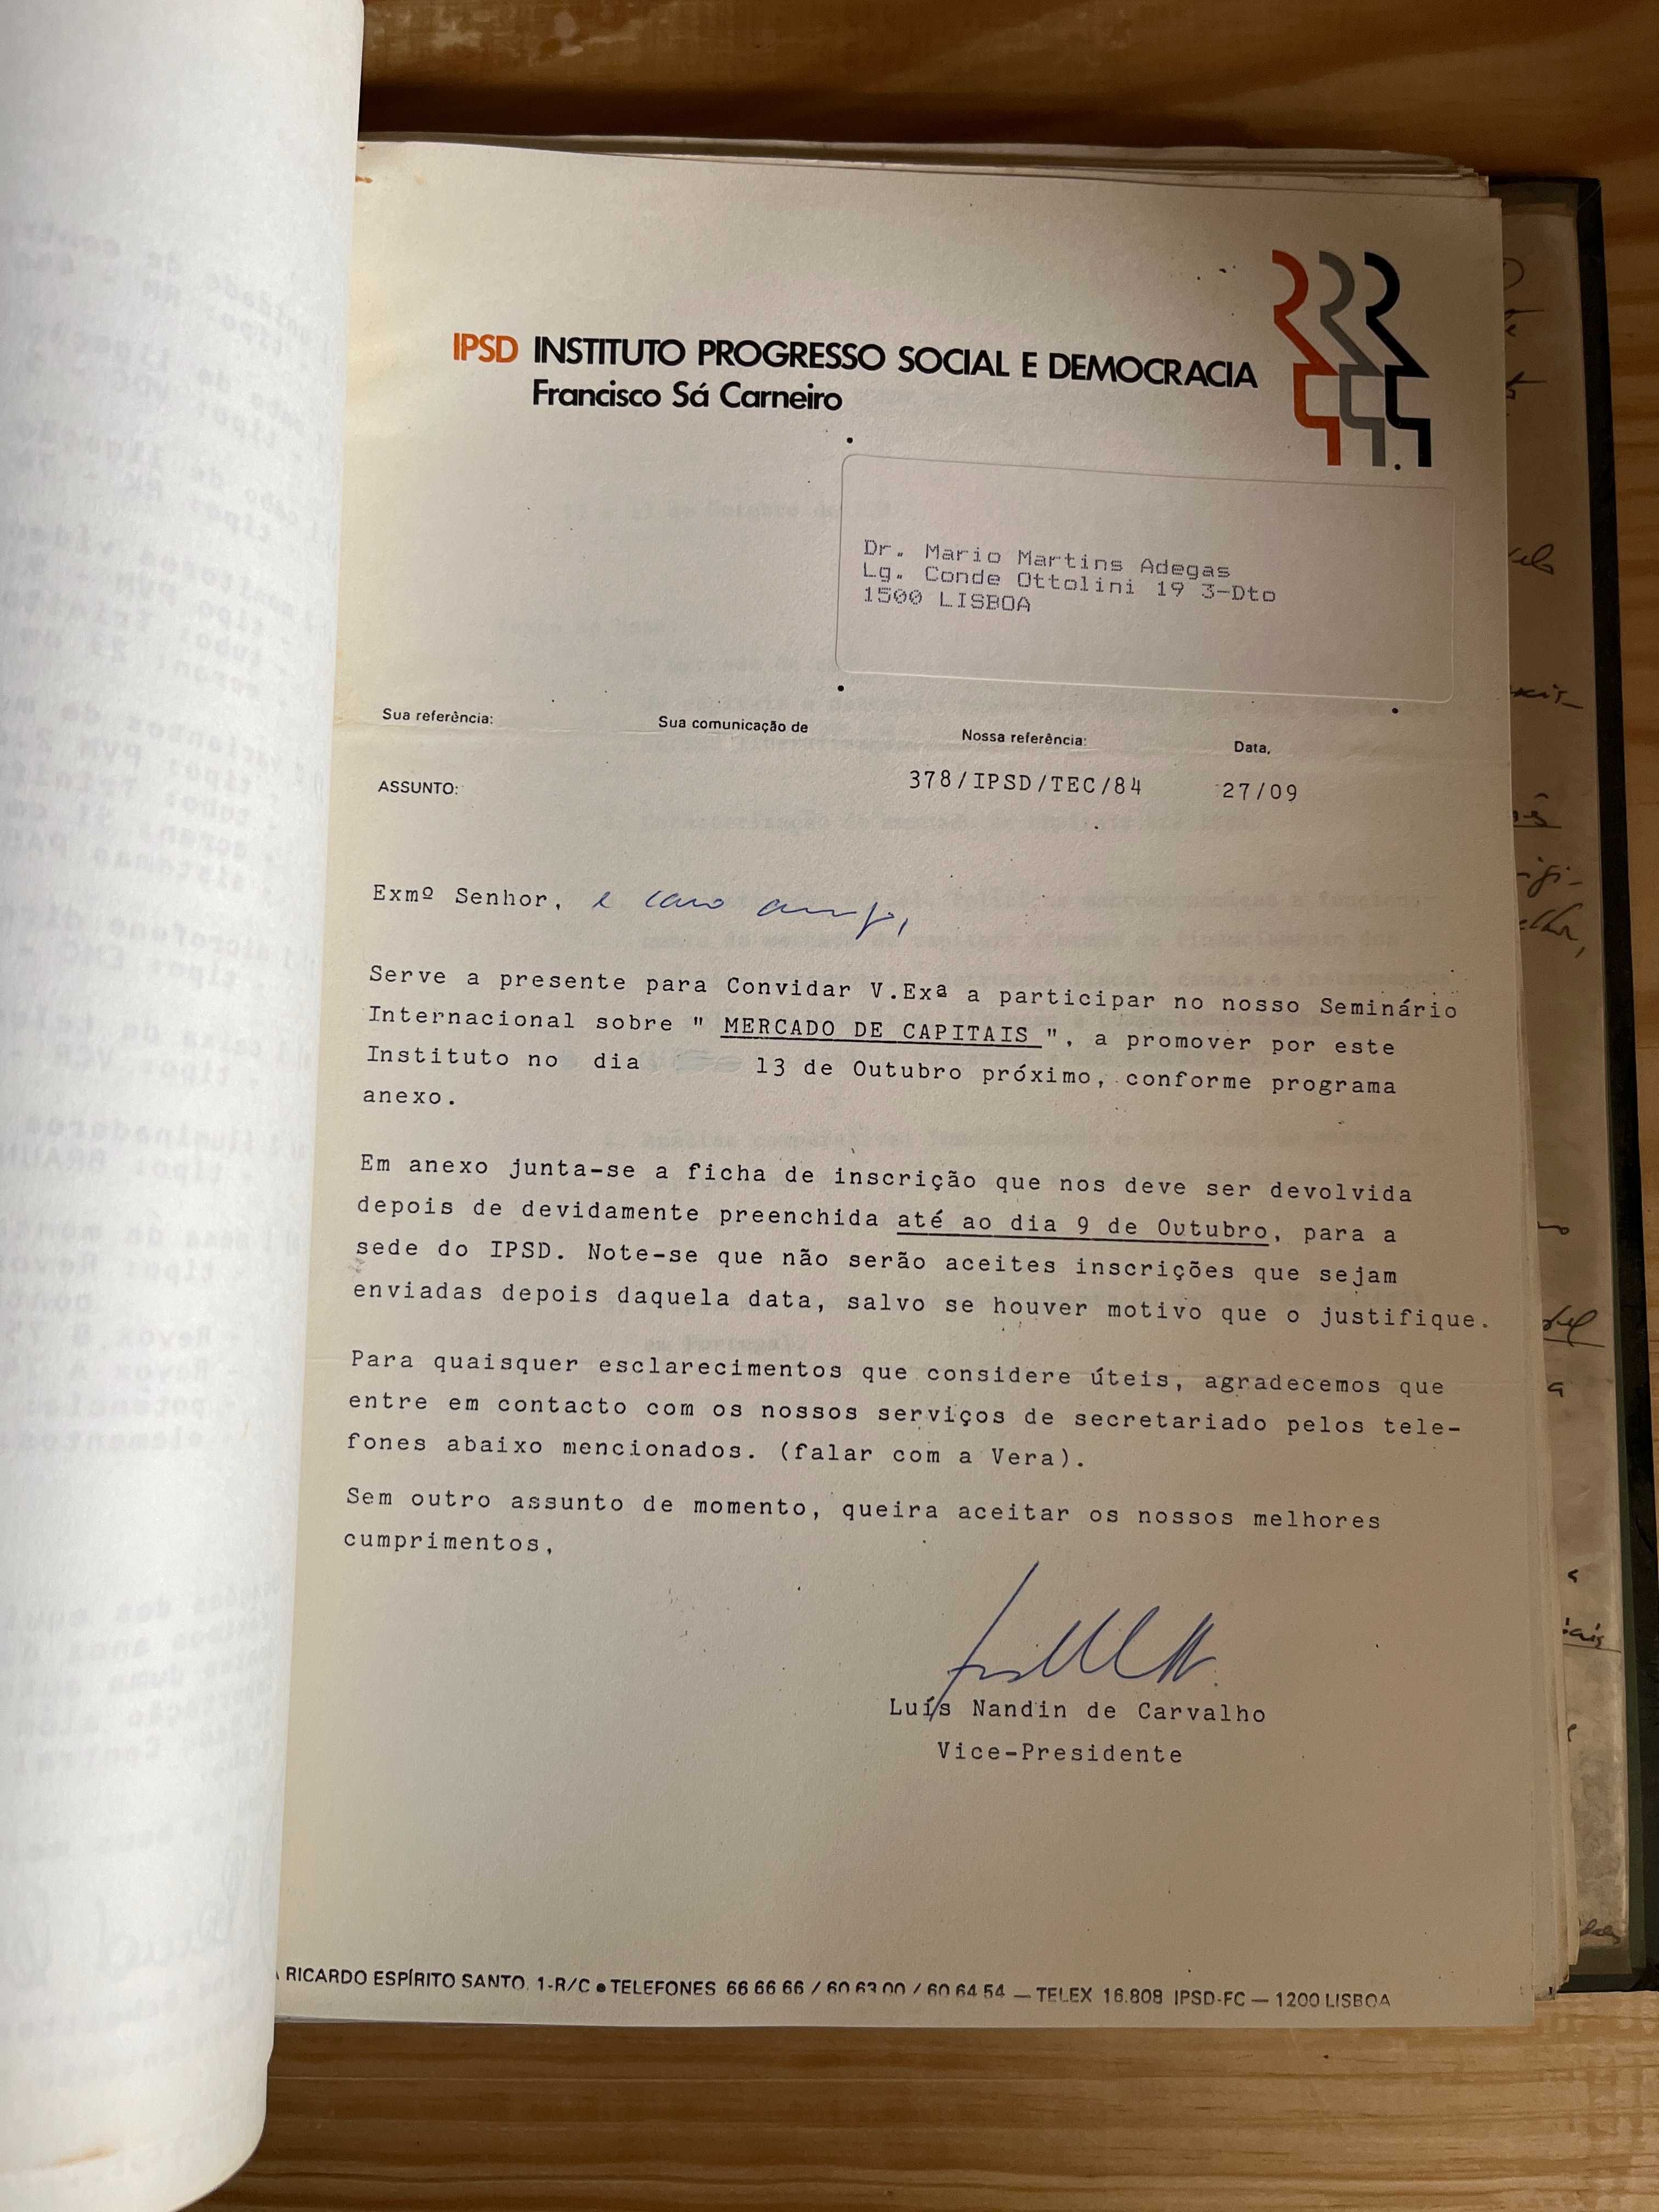 IPSD INSTITUTO PROGRESSO SOCIAL E DEMOCRACIA
Francisco Sá Carneiro
Dr. Mario Martins Adegas
Lg. Conde Ottolini 19 3-Dto
1500 LISBOA
Sua referência: Sua comunicação de Nossa referência: Data,
378/IPSD/TEC/84 27/09
ASSUNTO:
Exmº Senhor, e caro amigo,
Serve a presente para Convidar V.Exª a participar no nosso Seminário
Internacional sobre " MERCADO DE CAPITAIS ", a promover por este
Instituto no dia 13 de Outubro próximo, conforme programa
anexo.
Em anexo junta-se a ficha de inscrição que nos deve ser devolvida
depois de devidamente preenchida até ao dia 9 de Outubro, para a
sede do IPSD. Note-se que não serão aceites inscrições que sejam
enviadas depois daquela data, salvo se houver motivo que o justifique.
Para quaisquer esclarecimentos que considere úteis, agradecemos que
entre em contacto com os nossos serviços de secretariado pelos tele-
fones abaixo mencionados. (falar com a Vera).
Sem outro assunto de momento, queira aceitar os nossos melhores
cumprimentos,
Luís Nandin de Carvalho
Vice-Presidente
RICARDO ESPÍRITO SANTO, 1-R/C • TELEFONES 66 66 66 / 60 63 00 / 60 64 54 — TELEX 16.808 IPSD-FC — 1200 LISBOA